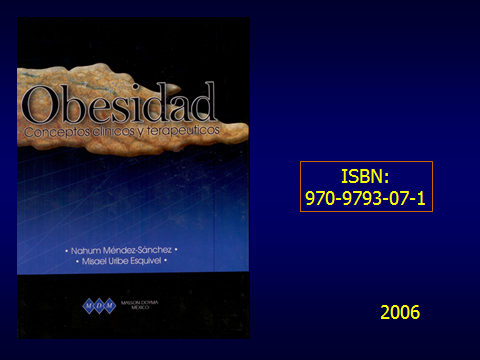 Obesidad
Conceptos clínicos y terapéuticos
• Nahum Méndez-Sánchez •
• Misael Uribe Esquivel •
M D M
MASSON DOYMA
MÉXICO
ISBN:
970-9793-07-1
2006